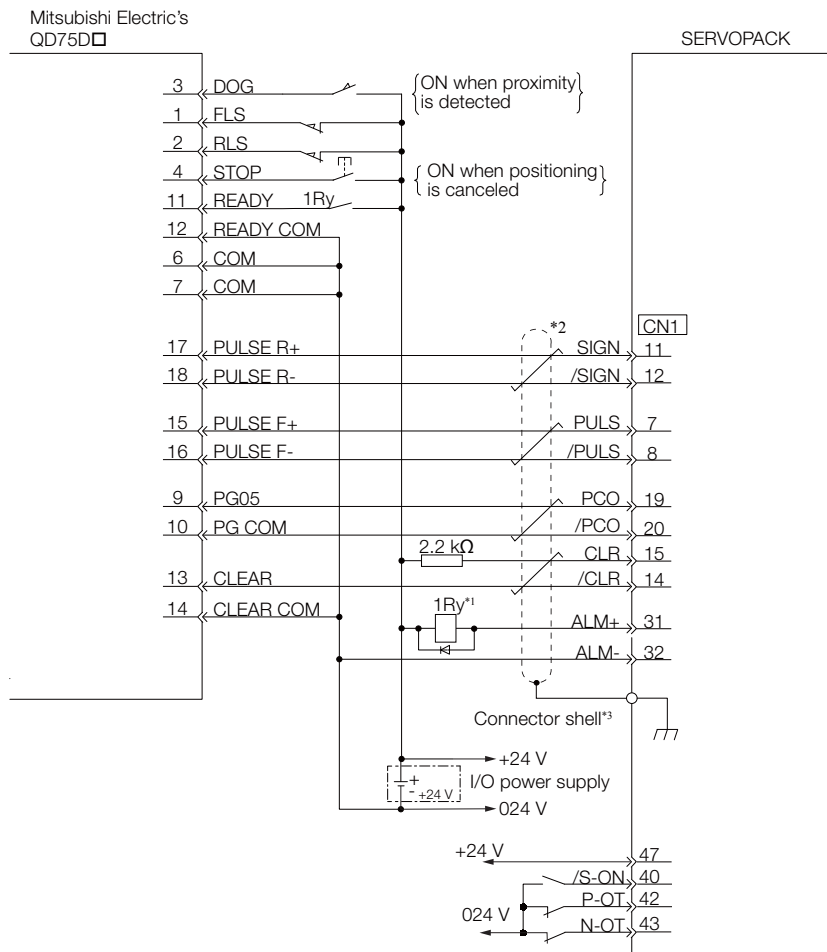 Mitsubishi Electric's
QD75D□
SERVOPACK
3 DOG
{ON when proximity
is detected}
1 FLS
2 RLS
4 STOP
{ON when positioning
is canceled}
11 READY 1Ry
12 READY COM
6 COM
7 COM
*2
CN1
17 PULSE R+ SIGN 11
18 PULSE R- /SIGN 12
15 PULSE F+ PULS 7
16 PULSE F- /PULS 8
9 PG05 PCO 19
10 PG COM /PCO 20
2.2 kΩ CLR 15
13 CLEAR /CLR 14
14 CLEAR COM
1Ry*1 ALM+ 31
ALM- 32
Connector shell*3
+24 V
+ I/O power supply
- +24 V
024 V
+24 V 47
/S-ON 40
P-OT 42
024 V
N-OT 43